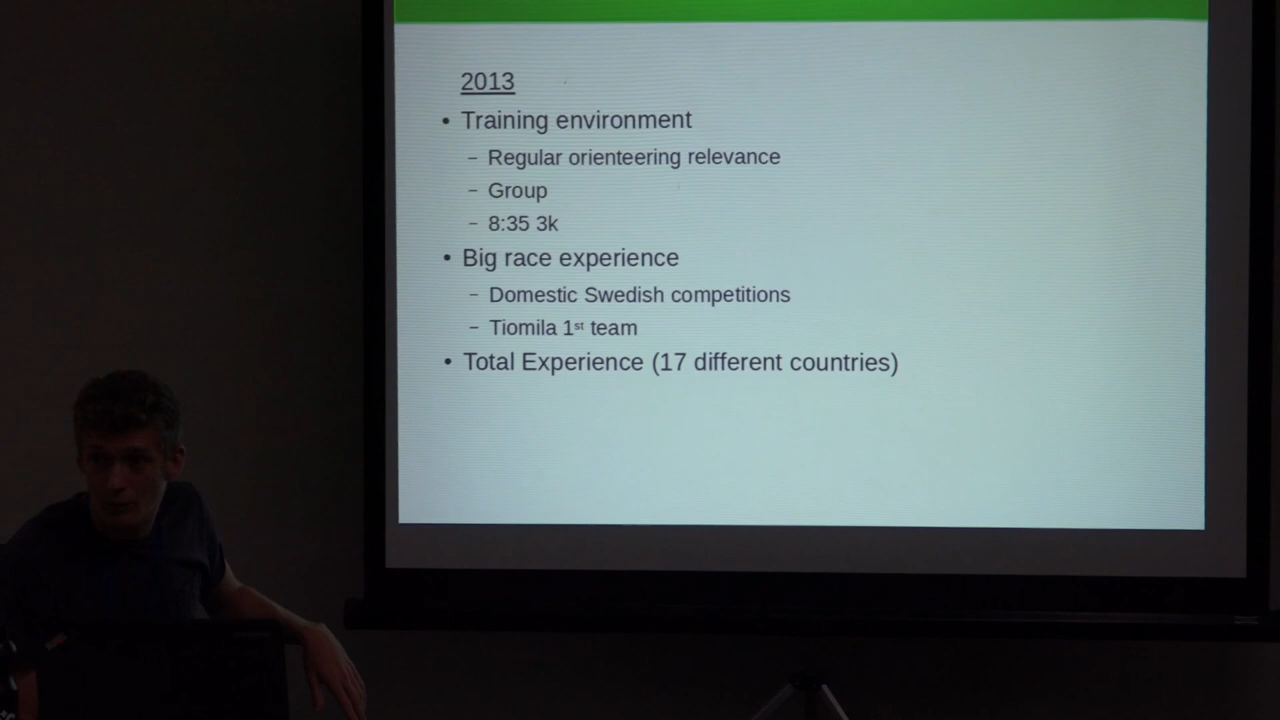 2013
• Training environment
– Regular orienteering relevance
– Group
– 8:35 3k
• Big race experience
– Domestic Swedish competitions
– Tiomila 1st team
• Total Experience (17 different countries)